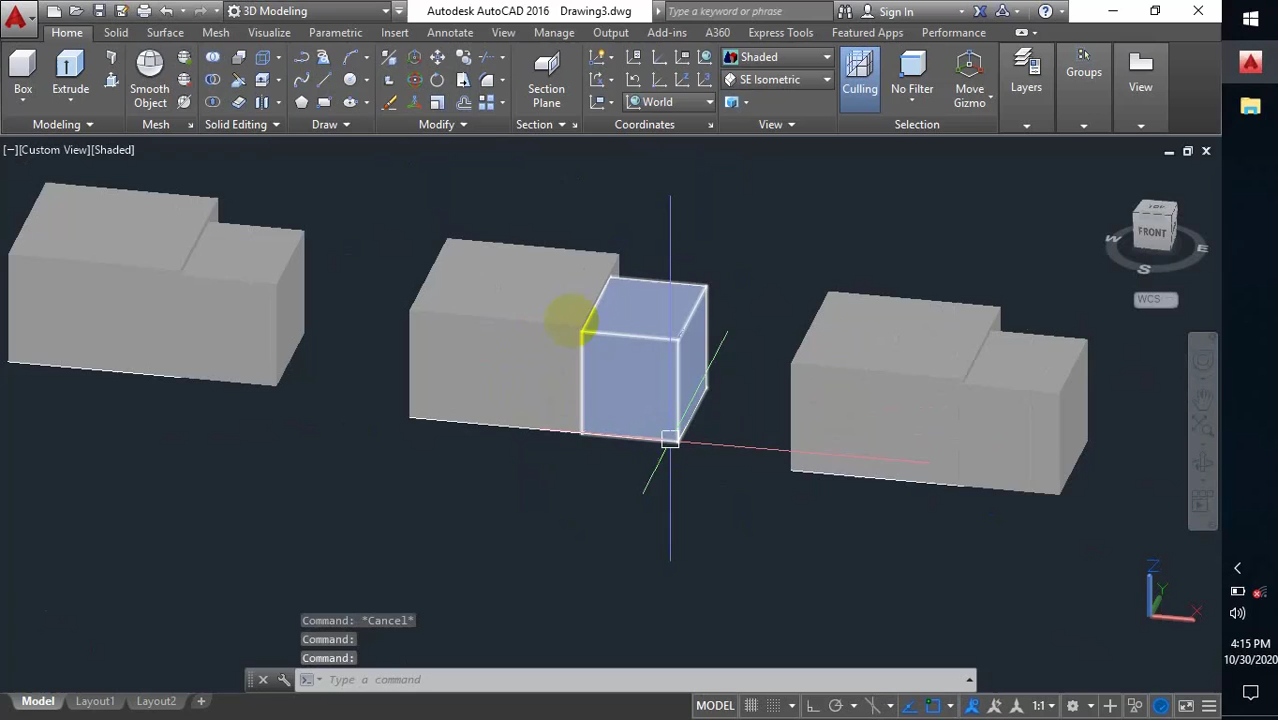 3D Modeling
Autodesk AutoCAD 2016 Drawing3.dwg
Type a keyword or phrase
Sign In
Home Solid Surface Mesh Visualize Parametric Insert Annotate View Manage Output Add-ins A360 Express Tools Featured Apps Performance
Box
Extrude
Smooth Object
Section Plane
World
Shaded
SE Isometric
Culling
No Filter
Move Gizmo
Layers
Groups
View
Modeling
Mesh
Solid Editing
Draw
Modify
Section
Coordinates
View
Selection
[−][Custom View][Shaded]
TOP
FRONT
W
E
S
WCS
Z
Y
X
Command: *Cancel*
Command:
Command:
Type a command
Model Layout1 Layout2 +
MODEL
1:1
4:15 PM
10/30/2020